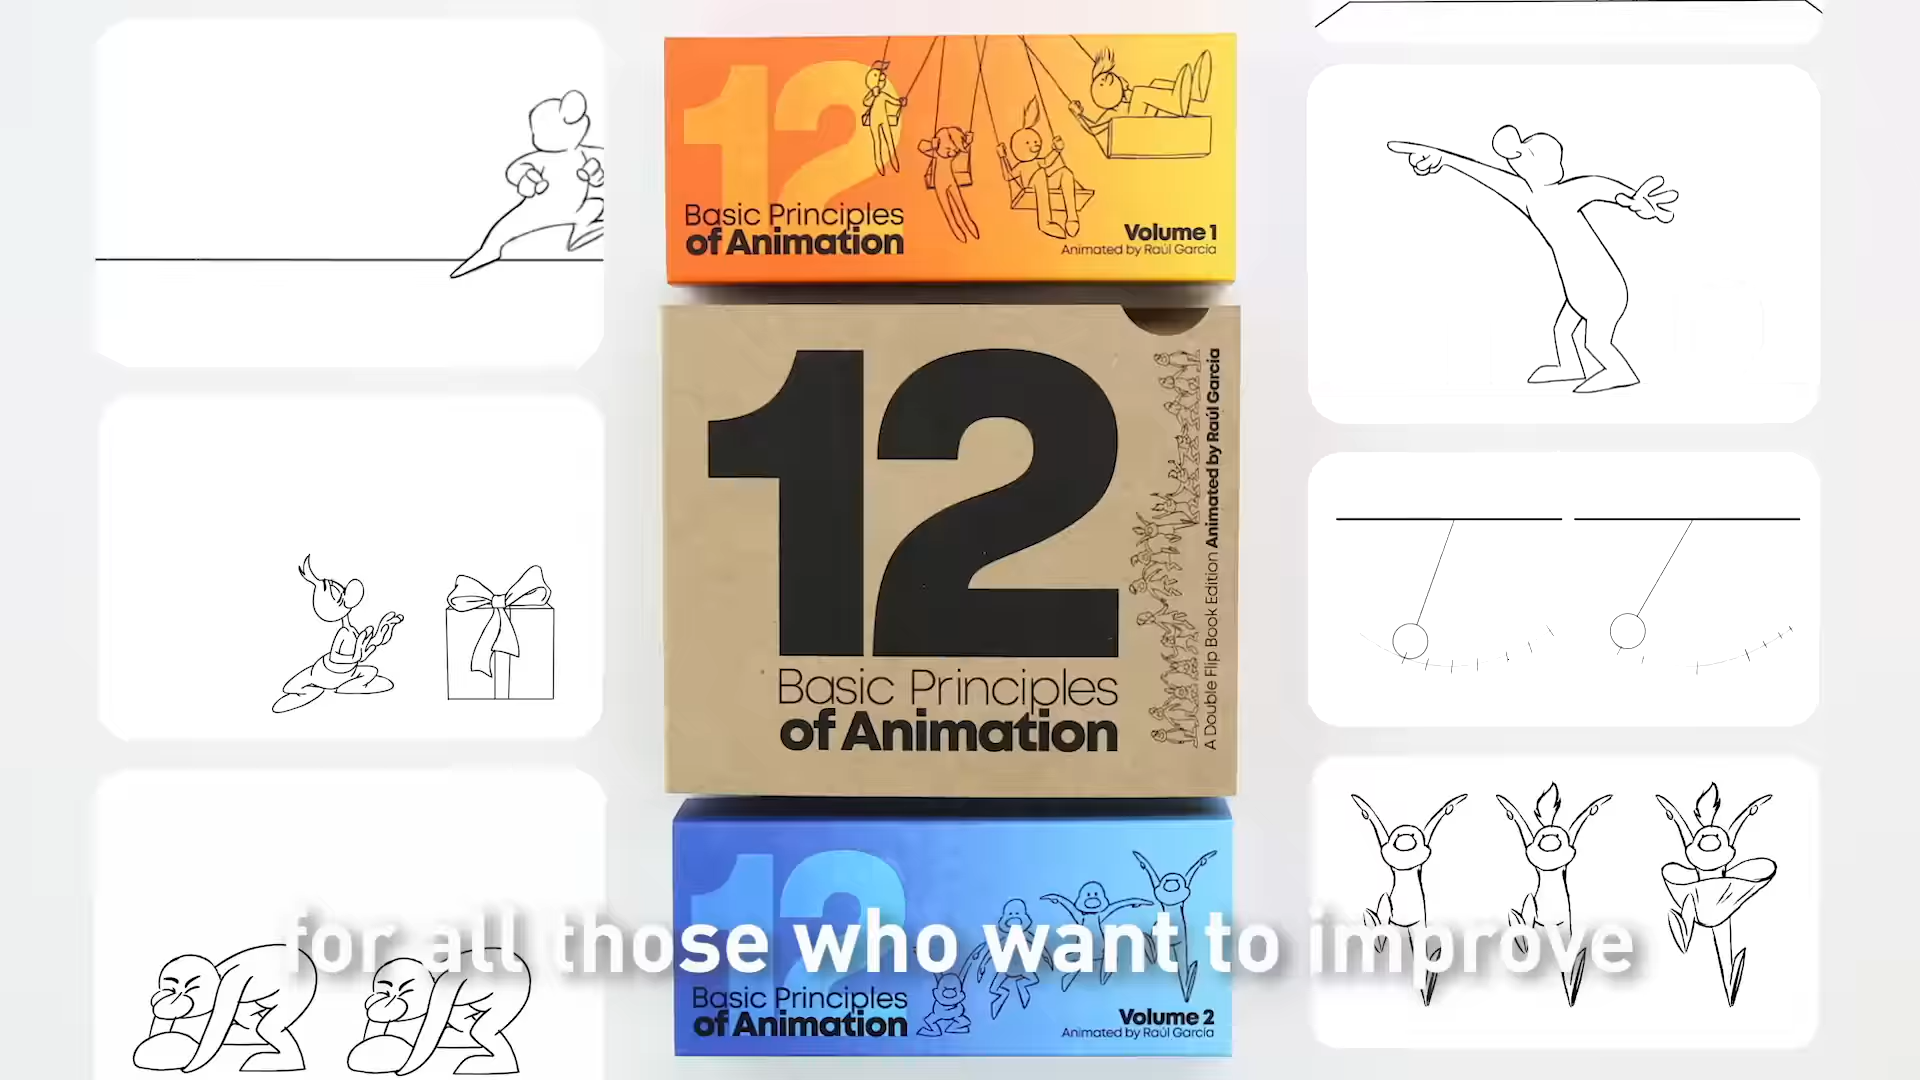 12
Basic Principles
of Animation
Volume 1
Animated by Raúl García
12
Basic Principles
of Animation
A Double Flip Book Edition Animated by Raúl García
12
Basic Principles
of Animation
Volume 2
Animated by Raúl García
for all those who want to improve